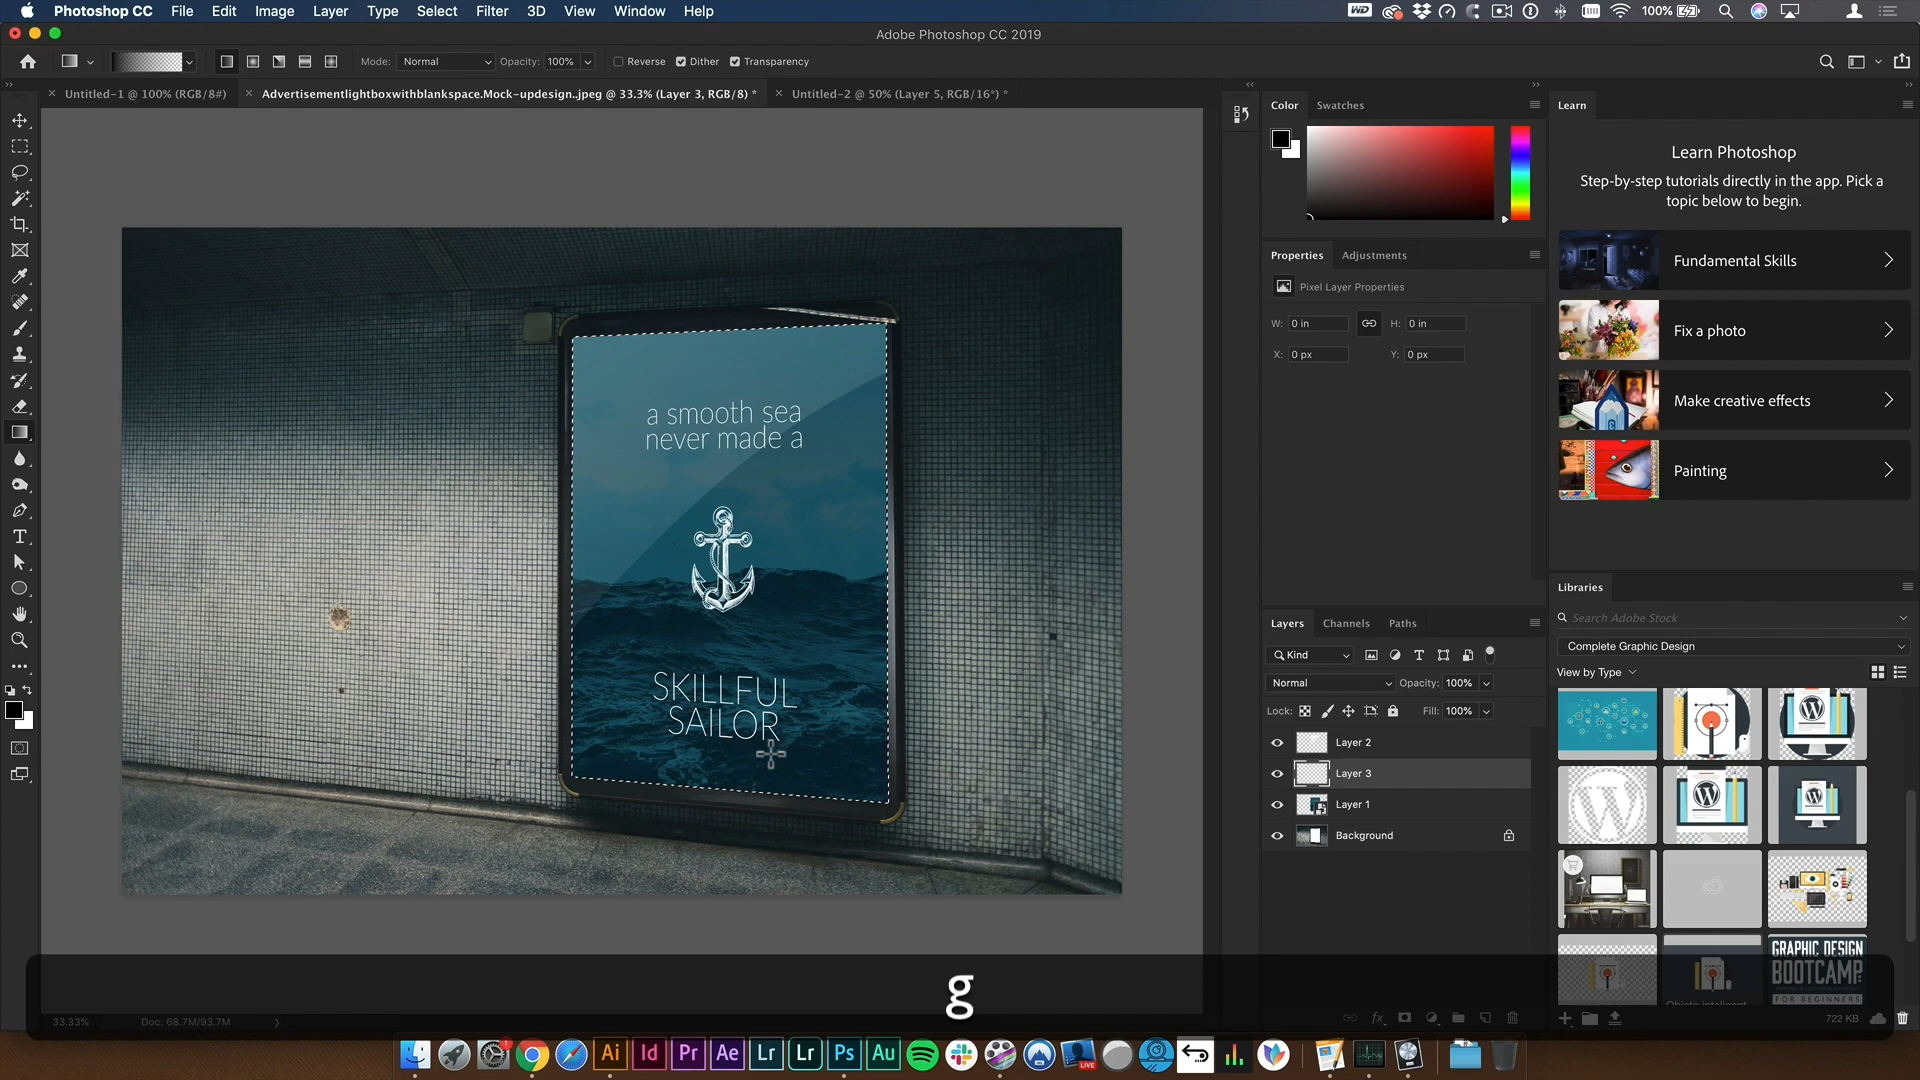 Photoshop CC File Edit Image Layer Type Select Filter 3D View Window Help
WD 100%
Adobe Photoshop CC 2019
Mode: Normal Opacity: 100% Reverse Dither Transparency
Untitled-1 @ 100% (RGB/8#)
Advertisementlightboxwithblankspace.Mock-updesign..jpeg @ 33.3% (Layer 3, RGB/8) *
Untitled-2 @ 50% (Layer 5, RGB/16*) *
a smooth sea
never made a
SKILLFUL
SAILOR
g
33.33% Doc: 68.7M/93.7M
Color Swatches
Properties Adjustments
Pixel Layer Properties
W: 0 in H: 0 in
X: 0 px Y: 0 px
Layers Channels Paths
Kind
Normal Opacity: 100%
Lock: Fill: 100%
Layer 2
Layer 3
Layer 1
Background
fx
Learn
Learn Photoshop
Step-by-step tutorials directly in the app. Pick a
topic below to begin.
Fundamental Skills
Fix a photo
Make creative effects
Painting
Libraries
Search Adobe Stock
Complete Graphic Design
View by Type
GRAPHIC DESIGN
BOOTCAMP
FOR BEGINNERS
Objeto inteligent
722 KB
Ai Id Pr Ae Lr Lr Ps Au
LIVE